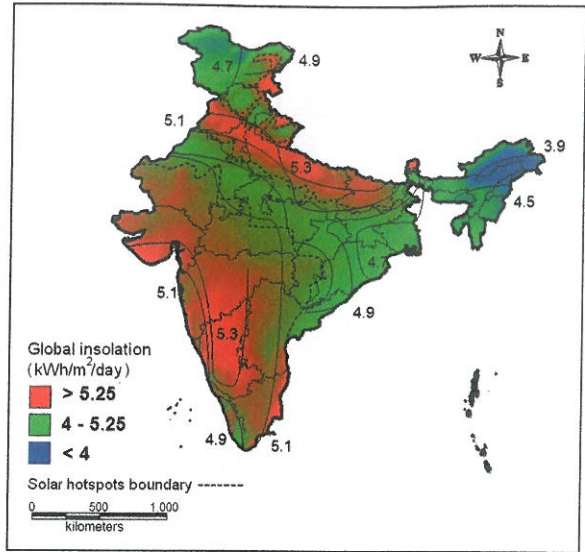 N
W E
S
4.7
4.9
5.1
5.3
3.9
4.5
4.9
5.1
5.3
4.9
5.1
Global insolation
(kWh/m²/day)
> 5.25
4 - 5.25
< 4
Solar hotspots boundary -------
0 500 1.000
kilometers